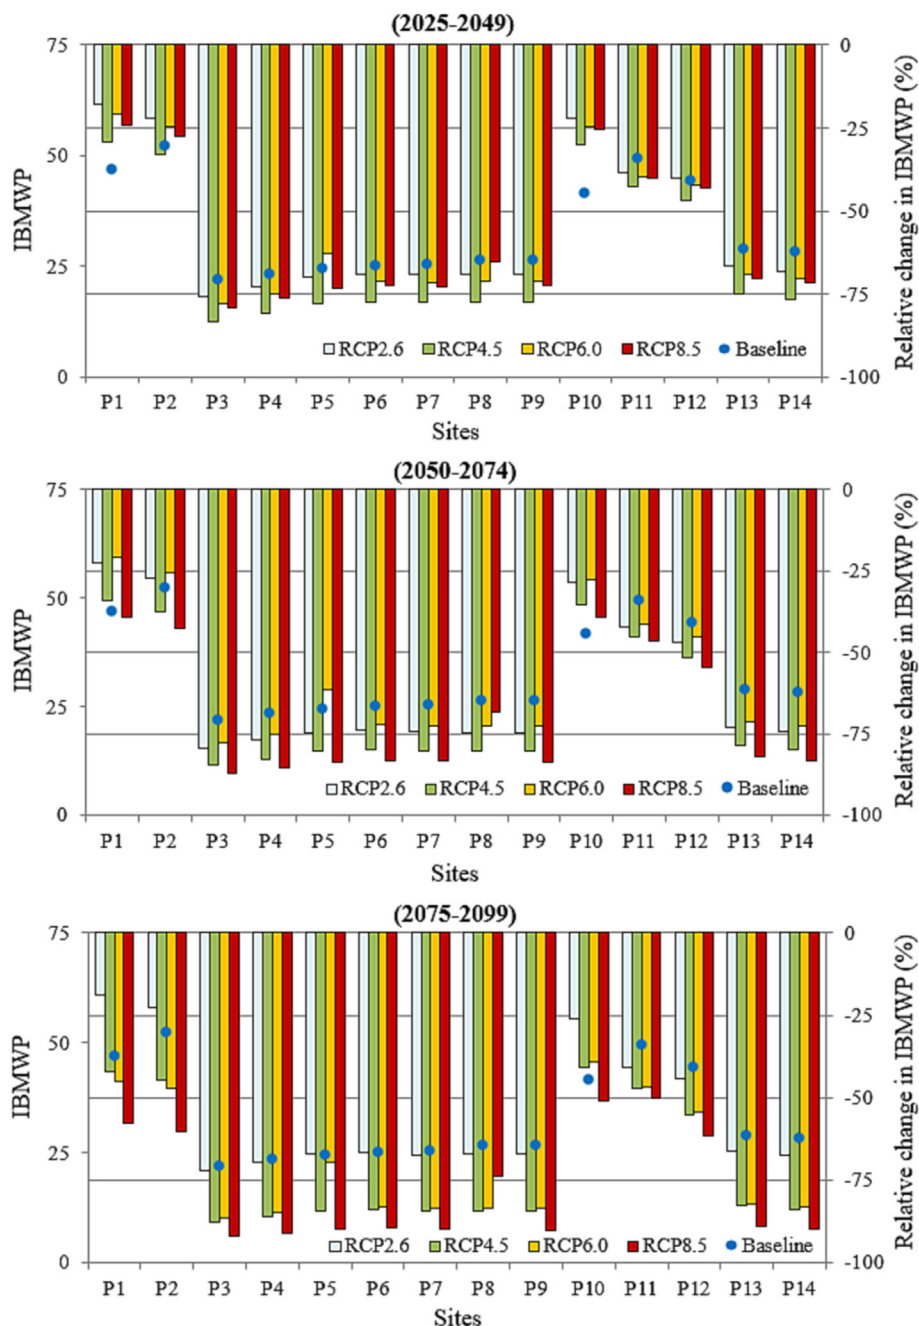 (2025-2049)
75
50
25
0
IBMWP
0
-25
-50
-75
-100
Relative change in IBMWP (%)
RCP2.6 RCP4.5 RCP6.0 RCP8.5 Baseline
P1 P2 P3 P4 P5 P6 P7 P8 P9 P10 P11 P12 P13 P14
Sites
(2050-2074)
75
50
25
0
IBMWP
0
-25
-50
-75
-100
Relative change in IBMWP (%)
RCP2.6 RCP4.5 RCP6.0 RCP8.5 Baseline
P1 P2 P3 P4 P5 P6 P7 P8 P9 P10 P11 P12 P13 P14
Sites
(2075-2099)
75
50
25
0
IBMWP
0
-25
-50
-75
-100
Relative change in IBMWP (%)
RCP2.6 RCP4.5 RCP6.0 RCP8.5 Baseline
P1 P2 P3 P4 P5 P6 P7 P8 P9 P10 P11 P12 P13 P14
Sites